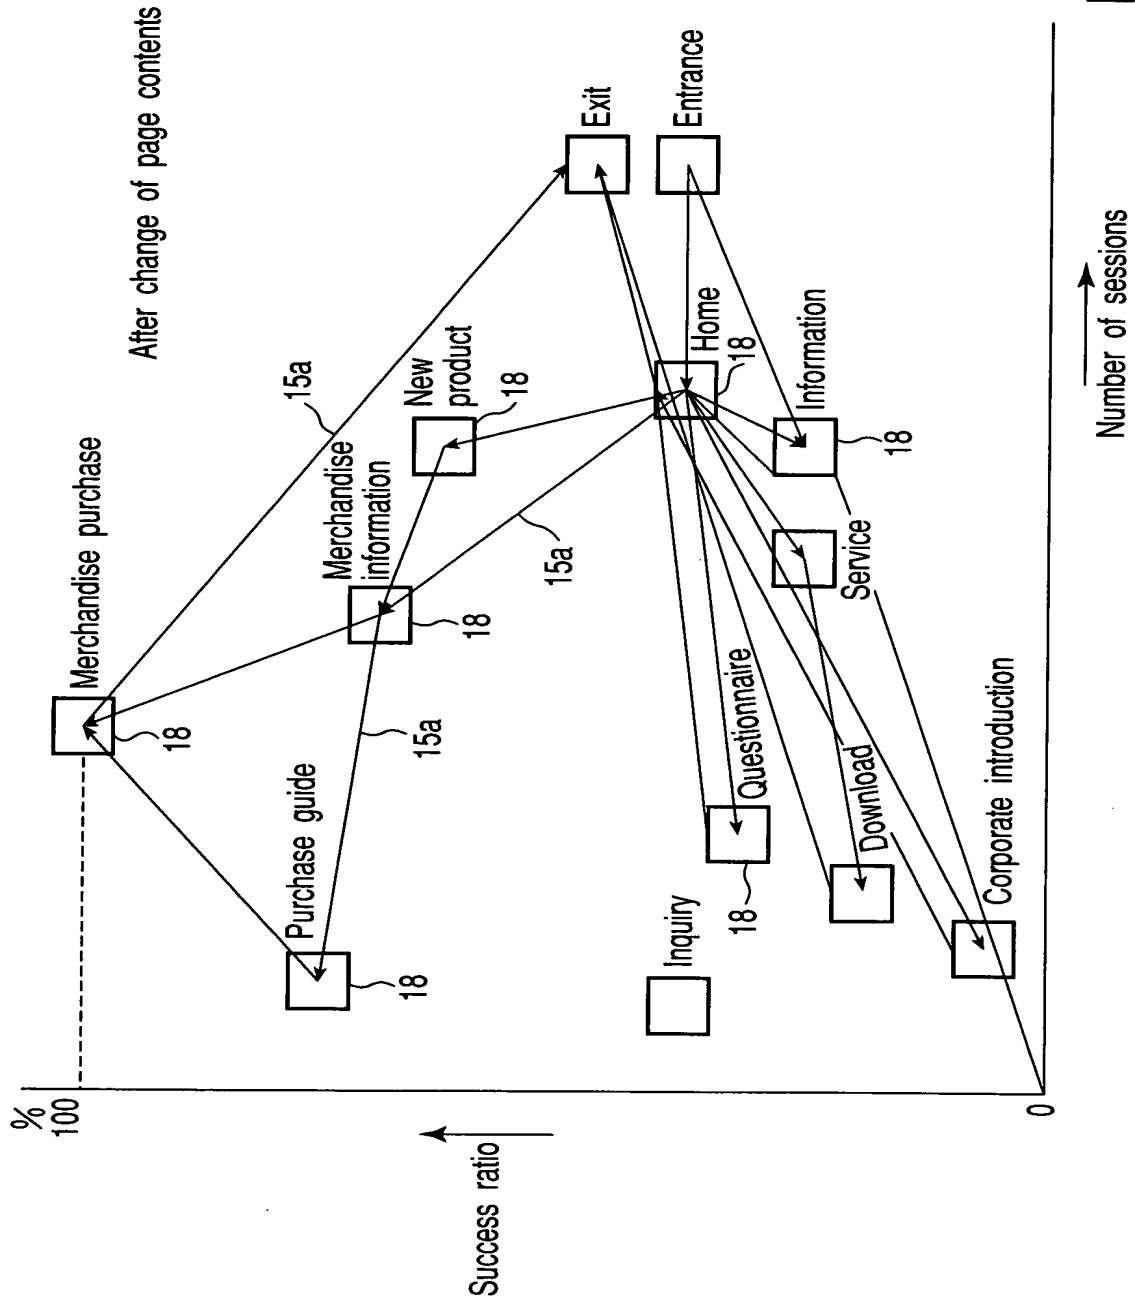 After change of page contents
%
100
Success ratio
Merchandise purchase
18
15a
Purchase guide
18
15a
Merchandise
information
18
New
product
18
15a
Exit
Entrance
Home
18
Inquiry
Questionnaire
18
Information
18
Service
Download
Corporate introduction
0
Number of sessions